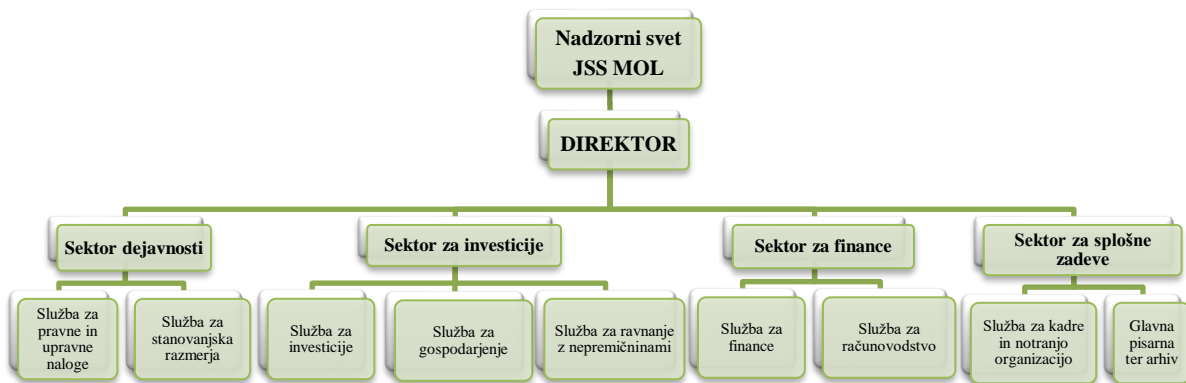 Nadzorni svet
JSS MOL
DIREKTOR
Sektor dejavnosti
Sektor za investicije
Sektor za finance
Sektor za splošne
zadeve
Služba za
pravne in
upravne
naloge
Služba za
stanovanjska
razmerja
Služba za
investicije
Služba za
gospodarjenje
Služba za ravnanje
z nepremičninami
Služba za
finance
Služba za
računovodstvo
Služba za kadre
in notranjo
organizacijo
Glavna
pisarna
ter arhiv